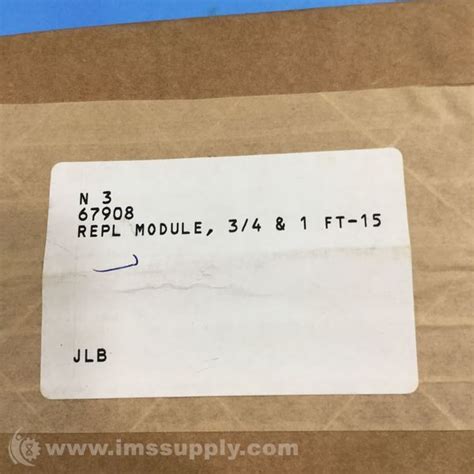 N 3
67908
REPL MODULE, 3/4 & 1 FT-15
JLB
www.imssupply.com